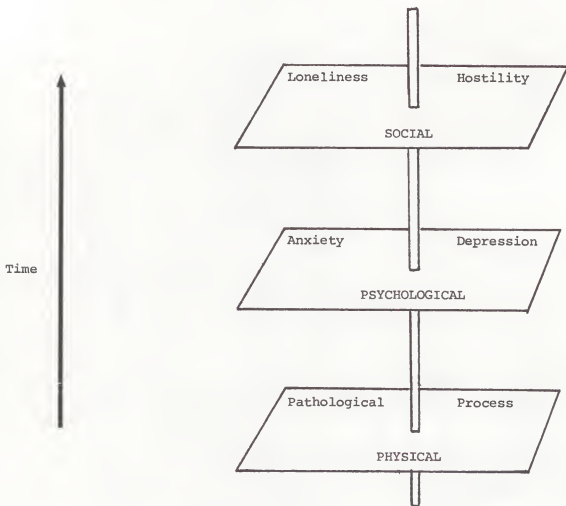 Loneliness Hostility
SOCIAL
Time
Anxiety Depression
PSYCHOLOGICAL
Pathological Process
PHYSICAL